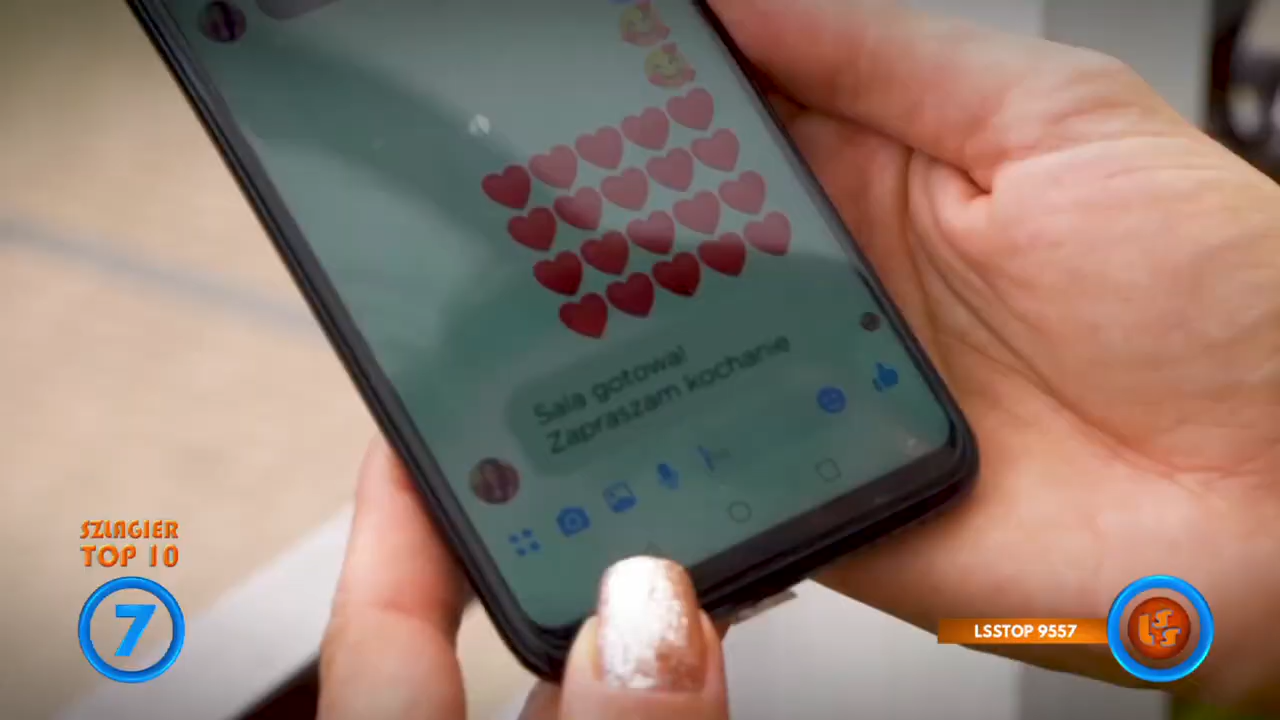 Sala gotowa!
Zapraszam kochanie
SZLAGIER
TOP 10
7
LSSTOP 9557